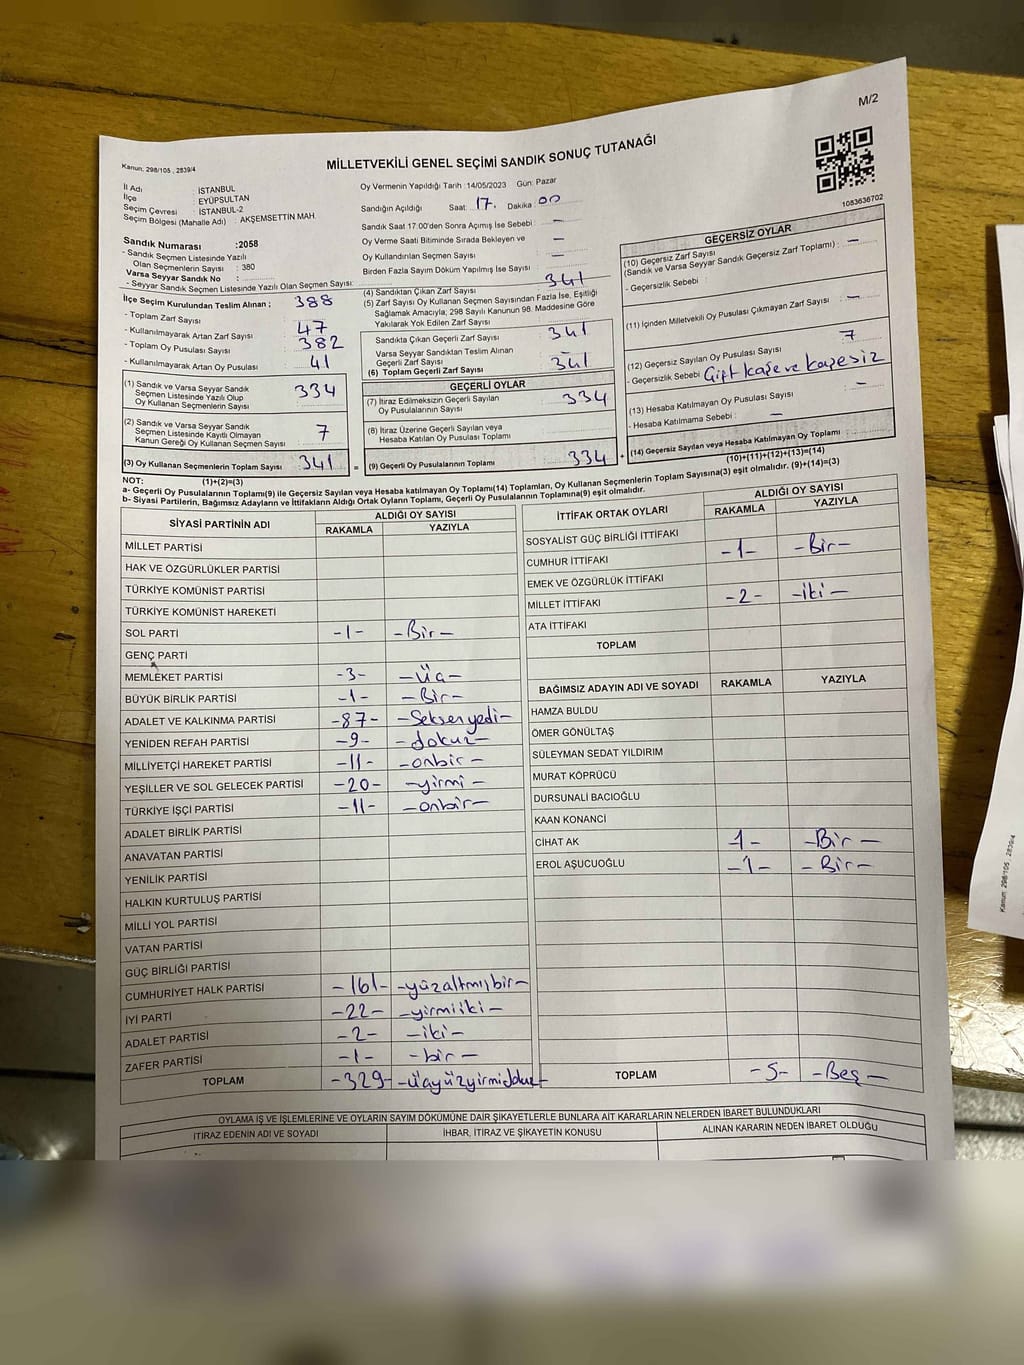 M/2
Kanun: 298/105 , 2839/4
MİLLETVEKİLİ GENEL SEÇİMİ SANDIK SONUÇ TUTANAĞI
1083636702
İl Adı : İSTANBUL
İlçe : EYÜPSULTAN
Seçim Çevresi : İSTANBUL-2
Seçim Bölgesi (Mahalle Adı) : AKŞEMSETTİN MAH.
Sandık Numarası :2058
- Sandık Seçmen Listesinde Yazılı
Olan Seçmenlerin Sayısı : 380
Varsa Seyyar Sandık No :
- Seyyar Sandık Seçmen Listesinde Yazılı Olan Seçmen Sayısı:
İlçe Seçim Kurulundan Teslim Alınan ;
- Toplam Zarf Sayısı : 388
- Kullanılmayarak Artan Zarf Sayısı : 47
- Toplam Oy Pusulası Sayısı : 382
- Kullanılmayarak Artan Oy Pusulası : 41
(1) Sandık ve Varsa Seyyar Sandık
Seçmen Listesinde Yazılı Olup
Oy Kullanan Seçmenlerin Sayısı 334
(2) Sandık ve Varsa Seyyar Sandık
Seçmen Listesinde Kayıtlı Olmayan
Kanun Gereği Oy Kullanan Seçmen Sayısı 7
(3) Oy Kullanan Seçmenlerin Toplam Sayısı 341
(1)+(2)=(3)
Oy Vermenin Yapıldığı Tarih :14/05/2023 Gün: Pazar
Sandığın Açıldığı Saat: 17. Dakika : 00
Sandık Saat 17:00'den Sonra Açımış İse Sebebi : –
Oy Verme Saati Bitiminde Sırada Bekleyen ve –
Oy Kullandırılan Seçmen Sayısı –
Birden Fazla Sayım Döküm Yapılmış İse Sayısı :
(4) Sandıktan Çıkan Zarf Sayısı 341
(5) Zarf Sayısı Oy Kullanan Seçmen Sayısından Fazla İse, Eşitliği
Sağlamak Amacıyla; 298 Sayılı Kanunun 98. Maddesine Göre
Yakılarak Yok Edilen Zarf Sayısı
Sandıkta Çıkan Geçerli Zarf Sayısı 341
Varsa Seyyar Sandıktan Teslim Alınan
Geçerli Zarf Sayısı –
(6) Toplam Geçerli Zarf Sayısı 341
GEÇERLİ OYLAR
(7) İtiraz Edilmeksizin Geçerli Sayılan
Oy Pusulalarının Sayısı 334
(8) İtiraz Üzerine Geçerli Sayılan veya
Hesaba Katılan Oy Pusulası Toplamı
= (9) Geçerli Oy Pusulalarının Toplamı 334 +
GEÇERSİZ OYLAR
(10) Geçersiz Zarf Sayısı
(Sandık ve Varsa Seyyar Sandık Geçersiz Zarf Toplamı) : –
- Geçersizlik Sebebi :
(11) İçinden Milletvekili Oy Pusulası Çıkmayan Zarf Sayısı –
(12) Geçersiz Sayılan Oy Pusulası Sayısı 7
- Geçersizlik Sebebi
(13) Hesaba Katılmayan Oy Pusulası Sayısı –
- Hesaba Katılmama Sebebi : –
(14) Geçersiz Sayılan veya Hesaba Katılmayan Oy Toplamı
(10)+(11)+(12)+(13)=(14)
NOT:
a- Geçerli Oy Pusulalarının Toplamı(9) ile Geçersiz Sayılan veya Hesaba katılmayan Oy Toplamı(14) Toplamları, Oy Kullanan Seçmenlerin Toplam Sayısına(3) eşit olmalıdır. (9)+(14)=(3)
b- Siyasi Partilerin, Bağımsız Adayların ve İttifakların Aldığı Ortak Oyların Toplamı, Geçerli Oy Pusulalarının Toplamına(9) eşit olmalıdır.
SİYASİ PARTİNİN ADI ALDIĞI OY SAYISI
RAKAMLA YAZIYLA
MİLLET PARTİSİ
HAK VE ÖZGÜRLÜKLER PARTİSİ
TÜRKİYE KOMÜNİST PARTİSİ
TÜRKİYE KOMÜNİST HAREKETİ
SOL PARTİ -1- -Bir-
GENÇ PARTİ
MEMLEKET PARTİSİ -3- -Üç-
BÜYÜK BİRLİK PARTİSİ -1- -Bir-
ADALET VE KALKINMA PARTİSİ -87- -Seksenyedi-
YENİDEN REFAH PARTİSİ -9- -dokuz-
MİLLİYETÇİ HAREKET PARTİSİ -11- -onbir-
YEŞİLLER VE SOL GELECEK PARTİSİ -20- -yirmi-
TÜRKİYE İŞÇİ PARTİSİ -11- -onbir-
ADALET BİRLİK PARTİSİ
ANAVATAN PARTİSİ
YENİLİK PARTİSİ
HALKIN KURTULUŞ PARTİSİ
MİLLİ YOL PARTİSİ
VATAN PARTİSİ
GÜÇ BİRLİĞİ PARTİSİ
CUMHURİYET HALK PARTİSİ -161- -yüzaltmışbir-
İYİ PARTİ -22- -yirmiiki-
ADALET PARTİSİ -2- -iki-
ZAFER PARTİSİ -1- -bir-
TOPLAM -329-
İTTİFAK ORTAK OYLARI ALDIĞI OY SAYISI
RAKAMLA YAZIYLA
SOSYALİST GÜÇ BİRLİĞİ İTTİFAKI
CUMHUR İTTİFAKI -1- -Bir-
EMEK VE ÖZGÜRLÜK İTTİFAKI
MİLLET İTTİFAKI -2- -iki-
ATA İTTİFAKI
TOPLAM
BAĞIMSIZ ADAYIN ADI VE SOYADI RAKAMLA YAZIYLA
HAMZA BULDU
ÖMER GÖNÜLTAŞ
SÜLEYMAN SEDAT YILDIRIM
MURAT KÖPRÜCÜ
DURSUNALİ BACIOĞLU
KAAN KONANCİ
CİHAT AK 1- -Bir-
EROL AŞUCUOĞLU -1- -Bir-
TOPLAM -5- -Beş-
OYLAMA İŞ VE İŞLEMLERİNE VE OYLARIN SAYIM DÖKÜMÜNE DAİR ŞİKAYETLERLE BUNLARA AİT KARARLARIN NELERDEN İBARET BULUNDUKLARI
İTİRAZ EDENİN ADI VE SOYADI İHBAR, İTİRAZ VE ŞİKAYETİN KONUSU ALINAN KARARIN NEDEN İBARET OLDUĞU
Kanun: 298/105 , 2839/4